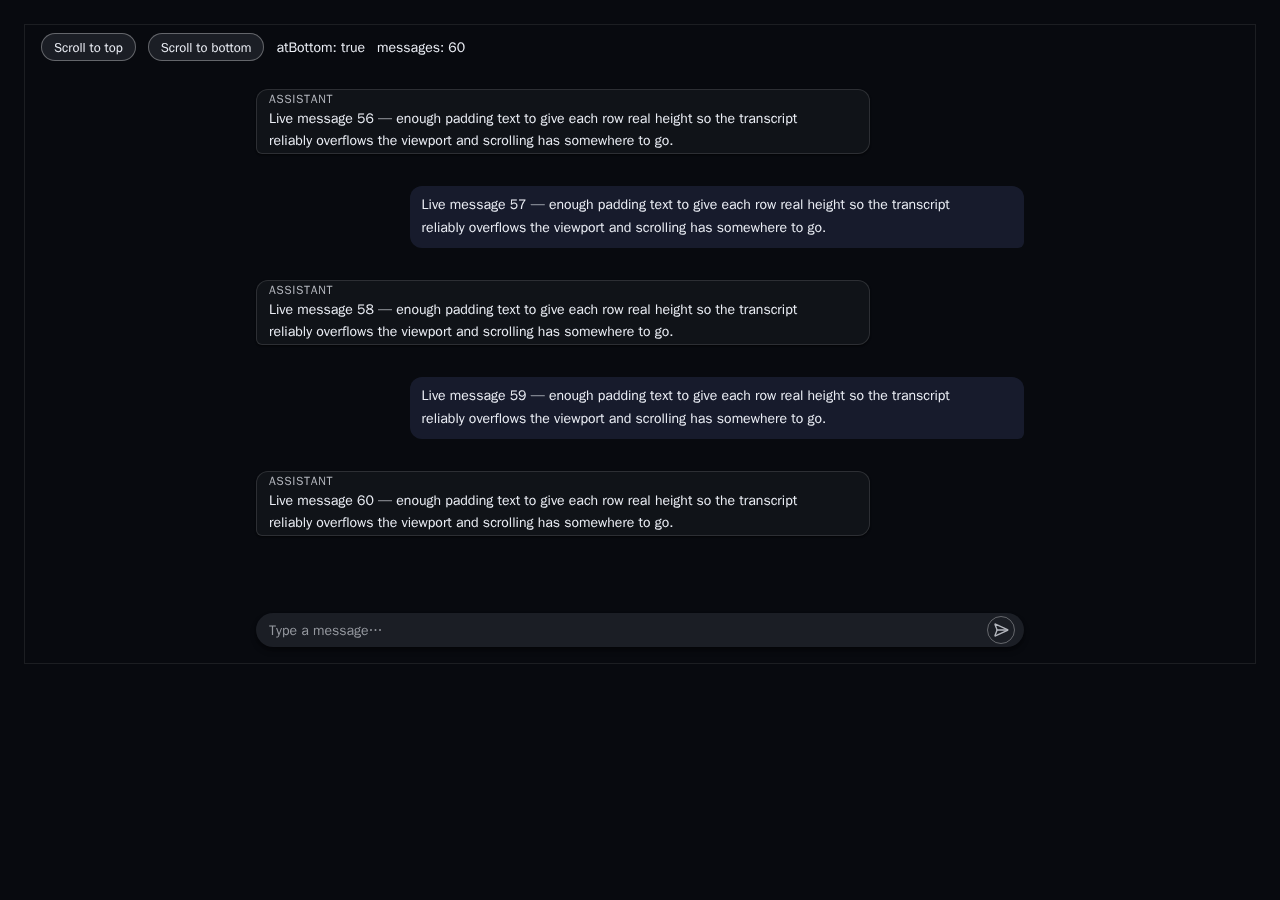 Scroll to top Scroll to bottom atBottom: true messages: 60
ASSISTANT
Live message 56 — enough padding text to give each row real height so the transcript
reliably overflows the viewport and scrolling has somewhere to go.
Live message 57 — enough padding text to give each row real height so the transcript
reliably overflows the viewport and scrolling has somewhere to go.
ASSISTANT
Live message 58 — enough padding text to give each row real height so the transcript
reliably overflows the viewport and scrolling has somewhere to go.
Live message 59 — enough padding text to give each row real height so the transcript
reliably overflows the viewport and scrolling has somewhere to go.
ASSISTANT
Live message 60 — enough padding text to give each row real height so the transcript
reliably overflows the viewport and scrolling has somewhere to go.
Type a message…